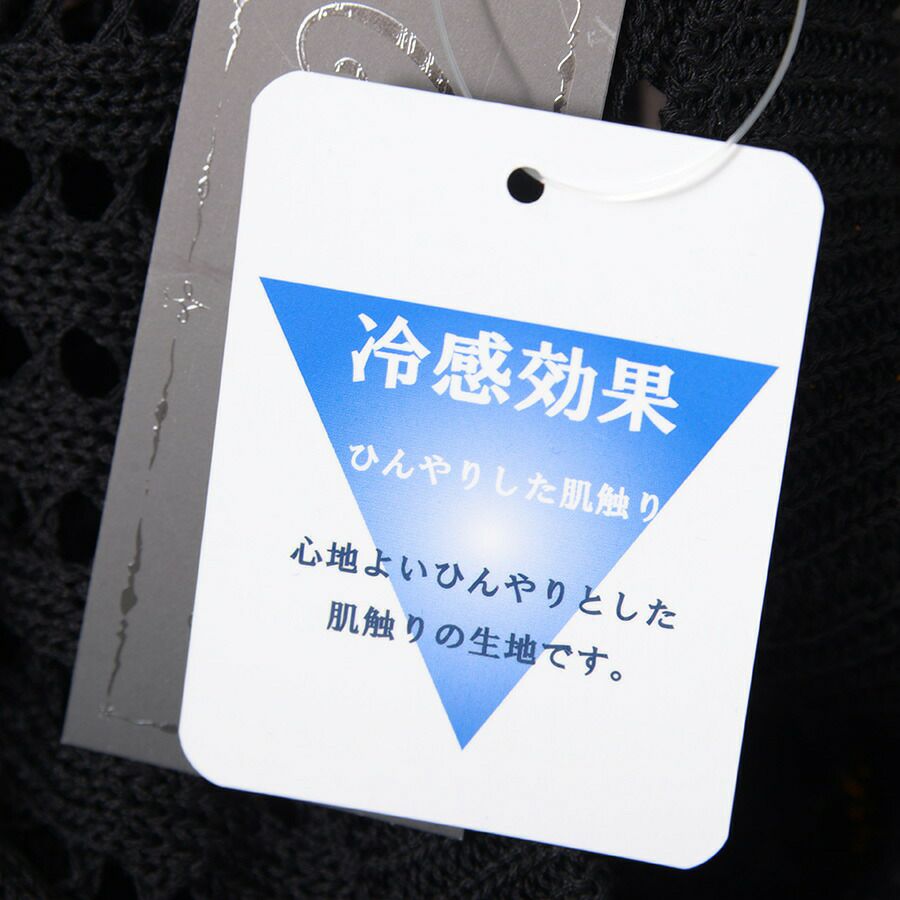 冷感効果
ひんやりした肌触り
心地よいひんやりとした
肌触りの生地です。